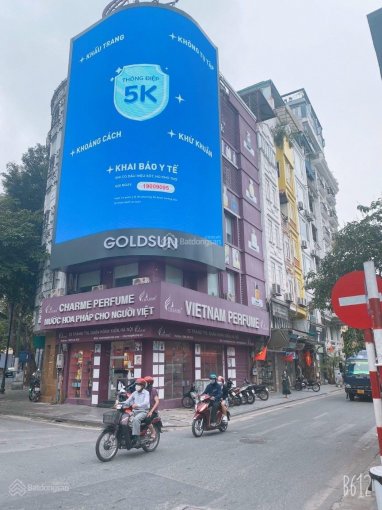 KHẨU TRANG
KHÔNG TỤ TẬP
THÔNG ĐIỆP
5K
KHOẢNG CÁCH
KHỬ KHUẨN
KHAI BÁO Y TẾ
19009095
GOLDSUN
Batdongsan
CHARME PERFUME
NƯỚC HOA PHÁP CHO NGƯỜI VIỆT
VIETNAM PERFUME
Batdongsan
B612